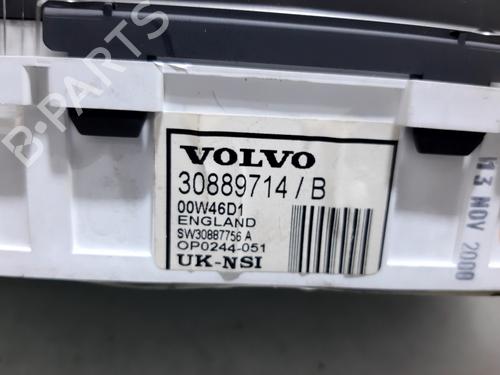 B-PARTS
VOLVO
30889714/B
00W46D1
ENGLAND
SW30887756 A
OP0244-051
UK-NSI
13 NOV 2000